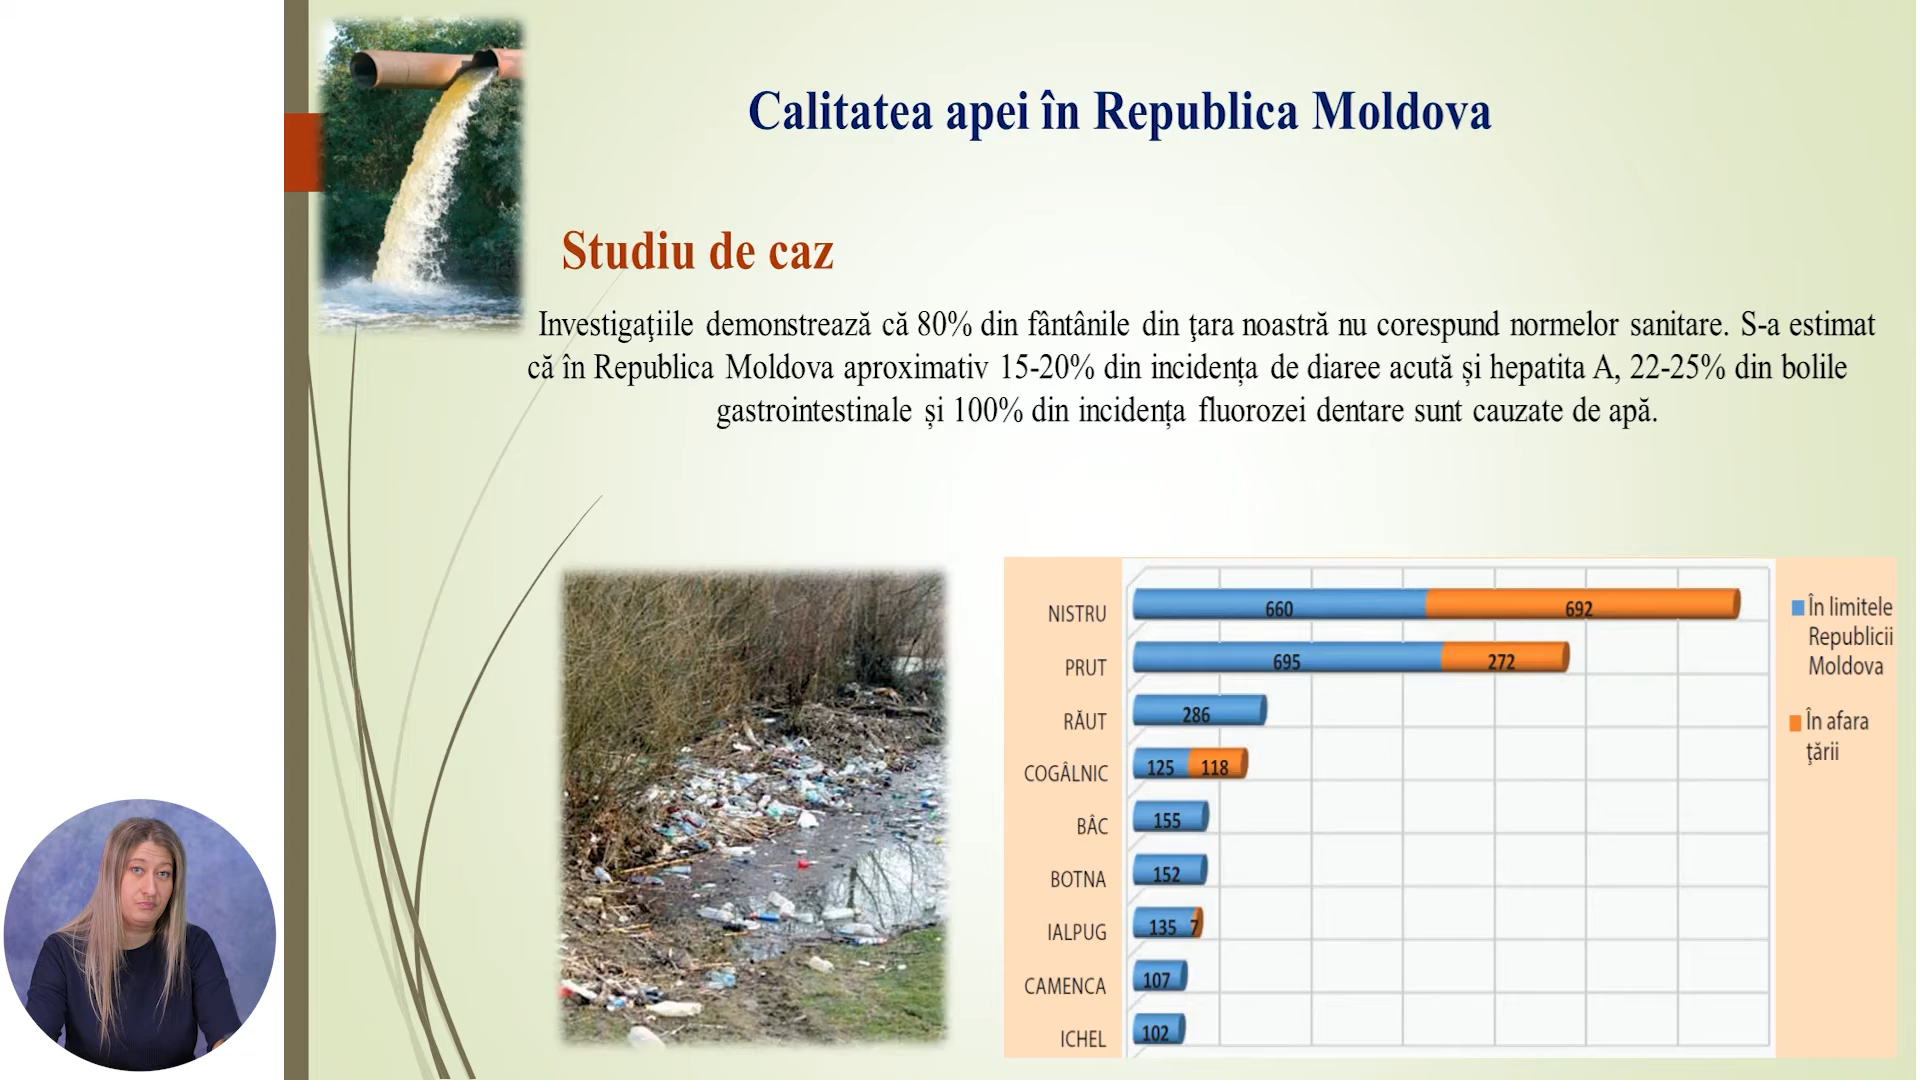 Calitatea apei în Republica Moldova
Studiu de caz
Investigaţiile demonstrează că 80% din fântânile din ţara noastră nu corespund normelor sanitare. S-a estimat
că în Republica Moldova aproximativ 15-20% din incidența de diaree acută și hepatita A, 22-25% din bolile
gastrointestinale și 100% din incidența fluorozei dentare sunt cauzate de apă.
NISTRU 660 692
PRUT 695 272
RĂUT 286
COGÂLNIC 125 118
BÂC 155
BOTNA 152
IALPUG 135 7
CAMENCA 107
ICHEL 102
În limitele
Republicii
Moldova
În afara
ţării